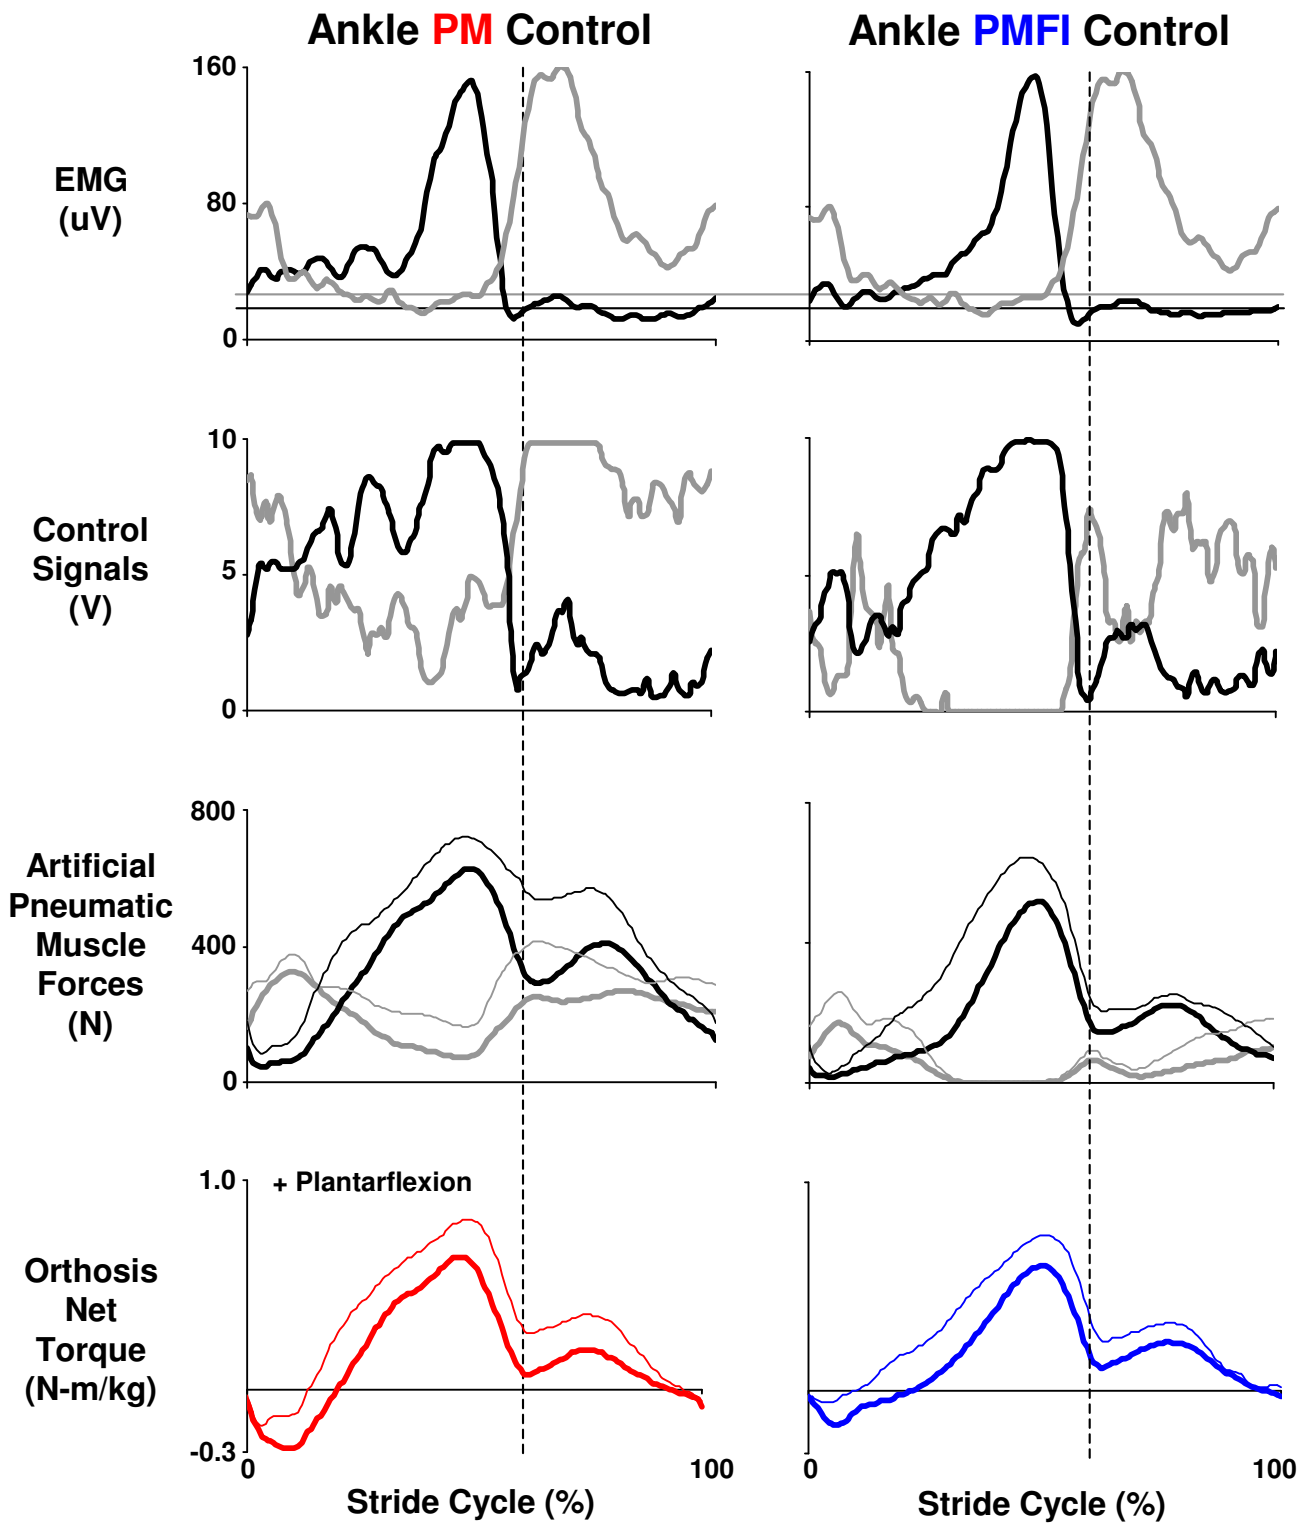 Ankle PM Control
Ankle PMFI Control
160
80
0
EMG
(uV)
10
5
0
Control
Signals
(V)
800
400
0
Artificial
Pneumatic
Muscle
Forces
(N)
1.0
+ Plantarflexion
-0.3
Orthosis
Net
Torque
(N-m/kg)
0
100
0
100
Stride Cycle (%)
Stride Cycle (%)